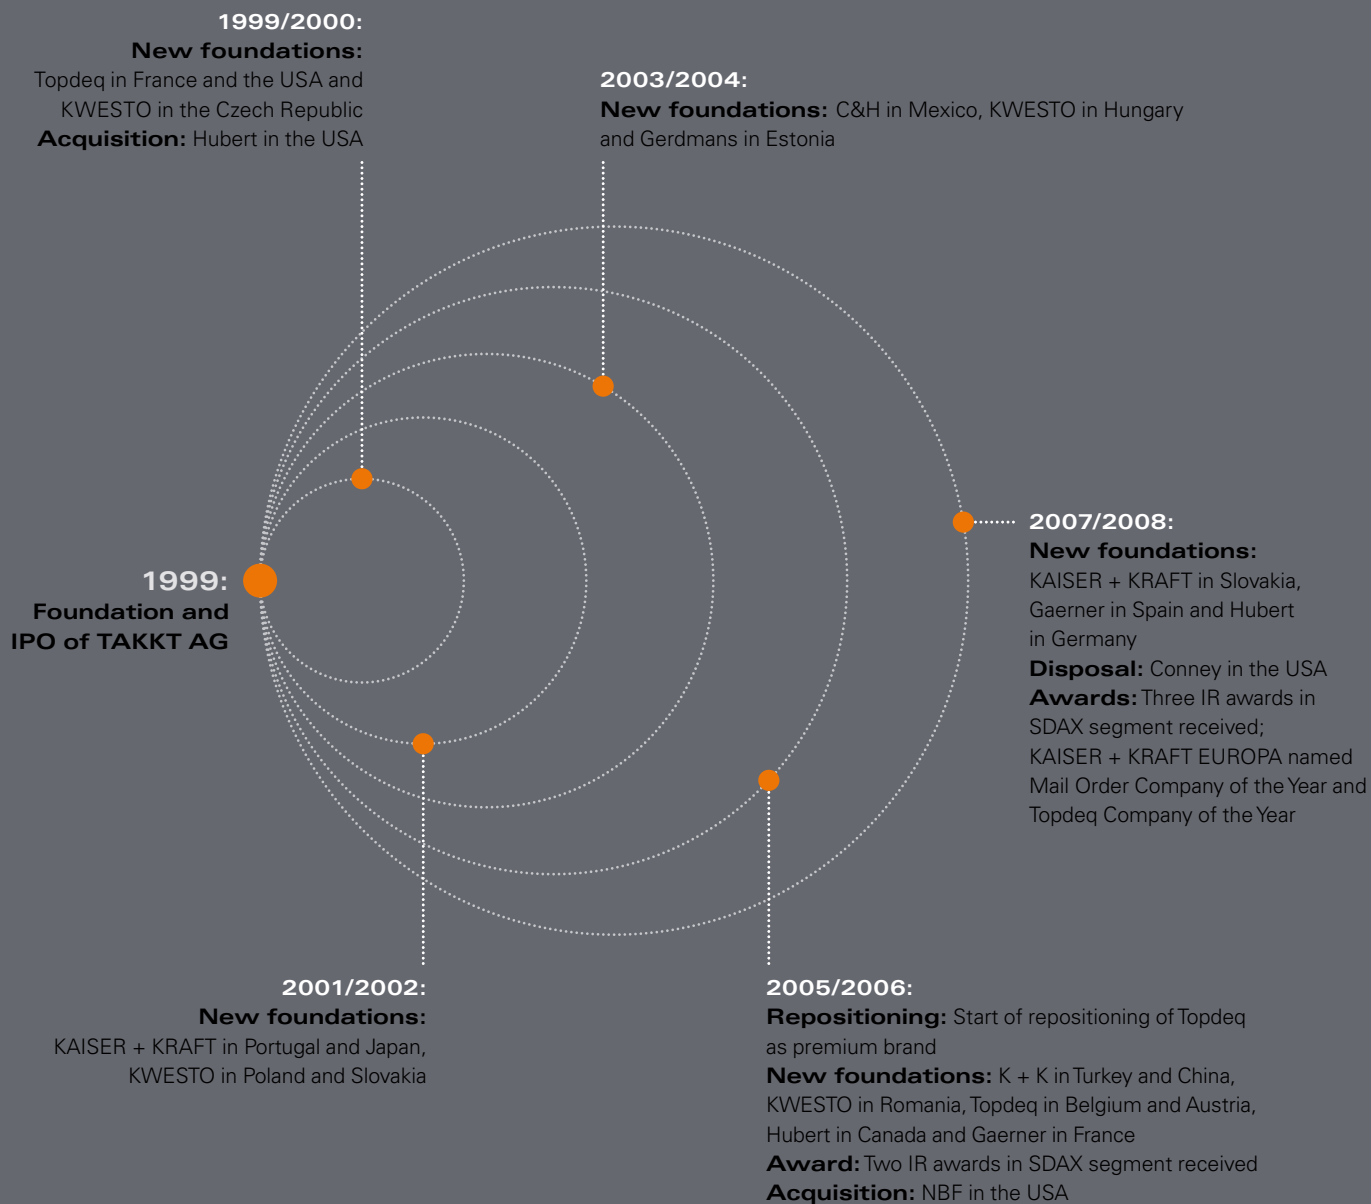 1999/2000:
New foundations:
Topdeq in France and the USA and
KWESTO in the Czech Republic
Acquisition: Hubert in the USA
2003/2004:
New foundations: C&H in Mexico, KWESTO in Hungary
and Gerdmans in Estonia
1999:
Foundation and
IPO of TAKKT AG
2007/2008:
New foundations:
KAISER + KRAFT in Slovakia,
Gaerner in Spain and Hubert
in Germany
Disposal: Conney in the USA
Awards: Three IR awards in
SDAX segment received;
KAISER + KRAFT EUROPA named
Mail Order Company of the Year and
Topdeq Company of the Year
2001/2002:
New foundations:
KAISER + KRAFT in Portugal and Japan,
KWESTO in Poland and Slovakia
2005/2006:
Repositioning: Start of repositioning of Topdeq
as premium brand
New foundations: K + K in Turkey and China,
KWESTO in Romania, Topdeq in Belgium and Austria,
Hubert in Canada and Gaerner in France
Award: Two IR awards in SDAX segment received
Acquisition: NBF in the USA